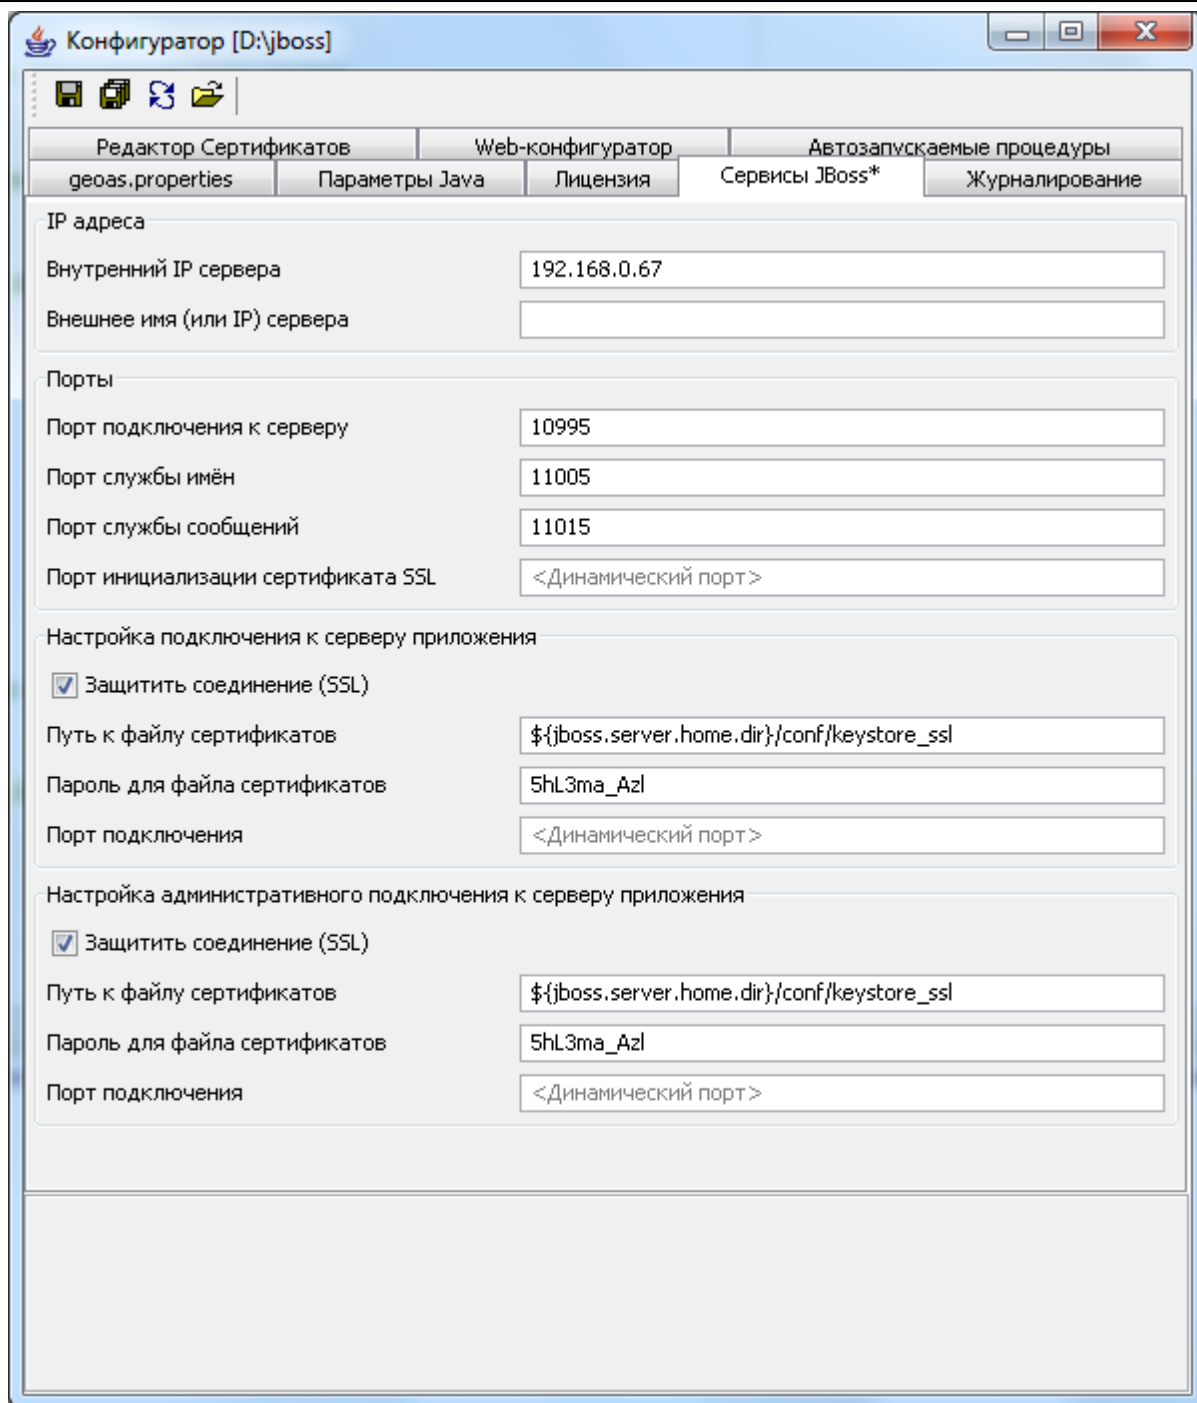 Конфигуратор [D:\jboss]
Редактор Сертификатов Web-конфигуратор Автозапускаемые процедуры
geoas.properties Параметры Java Лицензия Сервисы JBoss* Журналирование
IP адреса
Внутренний IP сервера 192.168.0.67
Внешнее имя (или IP) сервера
Порты
Порт подключения к серверу 10995
Порт службы имён 11005
Порт службы сообщений 11015
Порт инициализации сертификата SSL <Динамический порт>
Настройка подключения к серверу приложения
Защитить соединение (SSL)
Путь к файлу сертификатов ${jboss.server.home.dir}/conf/keystore_ssl
Пароль для файла сертификатов 5hL3ma_Azl
Порт подключения <Динамический порт>
Настройка административного подключения к серверу приложения
Защитить соединение (SSL)
Путь к файлу сертификатов ${jboss.server.home.dir}/conf/keystore_ssl
Пароль для файла сертификатов 5hL3ma_Azl
Порт подключения <Динамический порт>